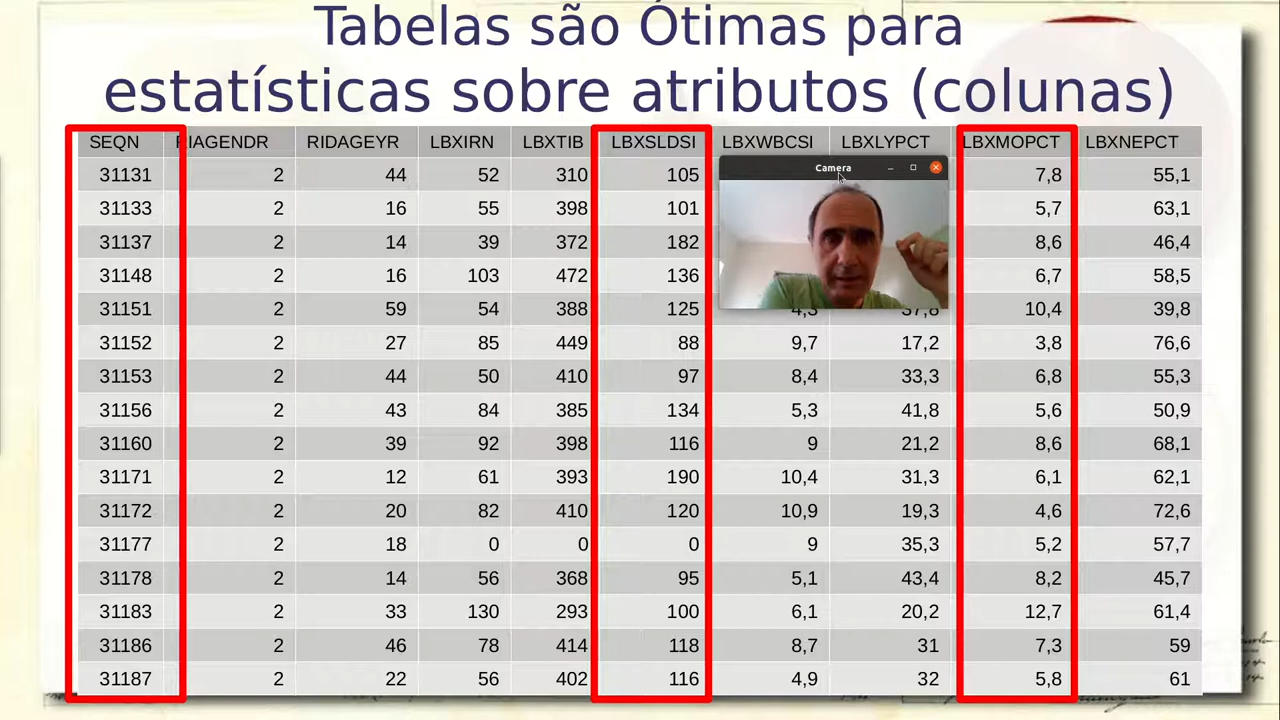 Tabelas são Ótimas para
estatísticas sobre atributos (colunas)
SEQN RIAGENDR RIDAGEYR LBXIRN LBXTIB LBXSLDSI LBXWBCSI LBXLYPCT LBXMOPCT LBXNEPCT
Camera
31131 2 44 52 310 105 7,8 55,1
31133 2 16 55 398 101 5,7 63,1
31137 2 14 39 372 182 8,6 46,4
31148 2 16 103 472 136 6,7 58,5
31151 2 59 54 388 125 4,3 37,8 10,4 39,8
31152 2 27 85 449 88 9,7 17,2 3,8 76,6
31153 2 44 50 410 97 8,4 33,3 6,8 55,3
31156 2 43 84 385 134 5,3 41,8 5,6 50,9
31160 2 39 92 398 116 9 21,2 8,6 68,1
31171 2 12 61 393 190 10,4 31,3 6,1 62,1
31172 2 20 82 410 120 10,9 19,3 4,6 72,6
31177 2 18 0 0 0 9 35,3 5,2 57,7
31178 2 14 56 368 95 5,1 43,4 8,2 45,7
31183 2 33 130 293 100 6,1 20,2 12,7 61,4
31186 2 46 78 414 118 8,7 31 7,3 59
31187 2 22 56 402 116 4,9 32 5,8 61